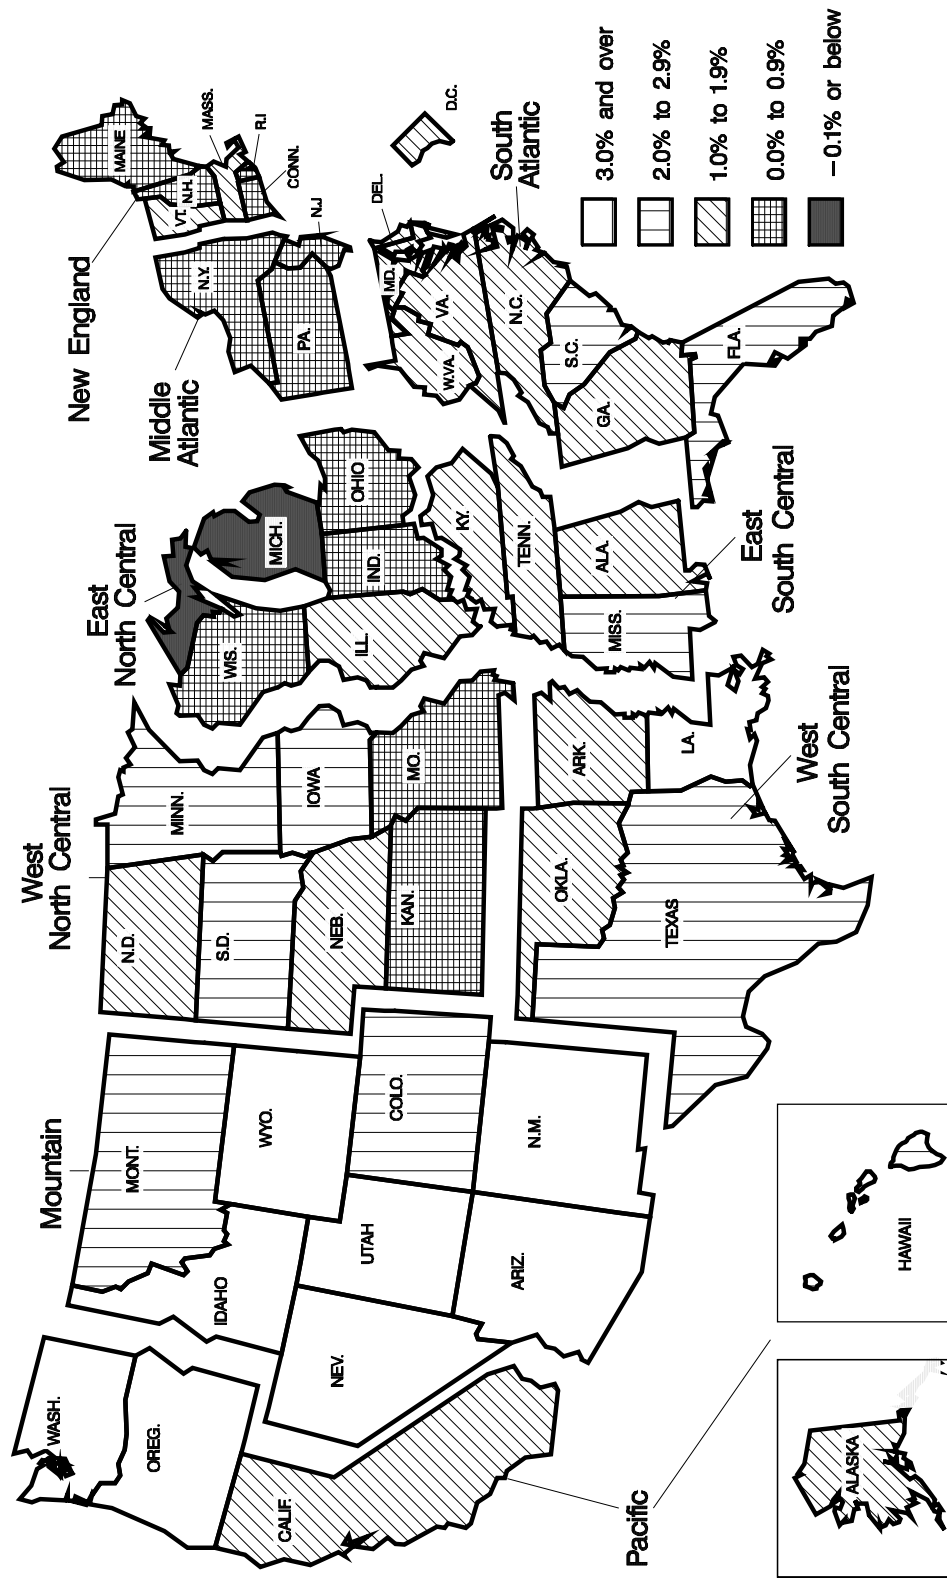 WASH.
OREG.
CALIF.
NEV.
IDAHO
MONT.
WYO.
UTAH
COLO.
ARIZ.
N.M.
N.D.
S.D.
NEB.
KAN.
MINN.
IOWA
MO.
OKLA.
ARK.
TEXAS
LA.
WIS.
MICH.
ILL.
IND.
OHIO
KY.
TENN.
MISS.
ALA.
N.Y.
PA.
N.J
MAINE
VT.
N.H.
MASS.
R.I
CONN.
DEL.
MD.
D.C.
W.VA.
VA.
N.C.
S.C.
GA.
FLA.
ALASKA
HAWAII
Pacific
Mountain
West
North Central
West
South Central
East
North Central
East
South Central
Middle
Atlantic
New England
South
Atlantic
3.0% and over
2.0% to 2.9%
1.0% to 1.9%
0.0% to 0.9%
–0.1% or below